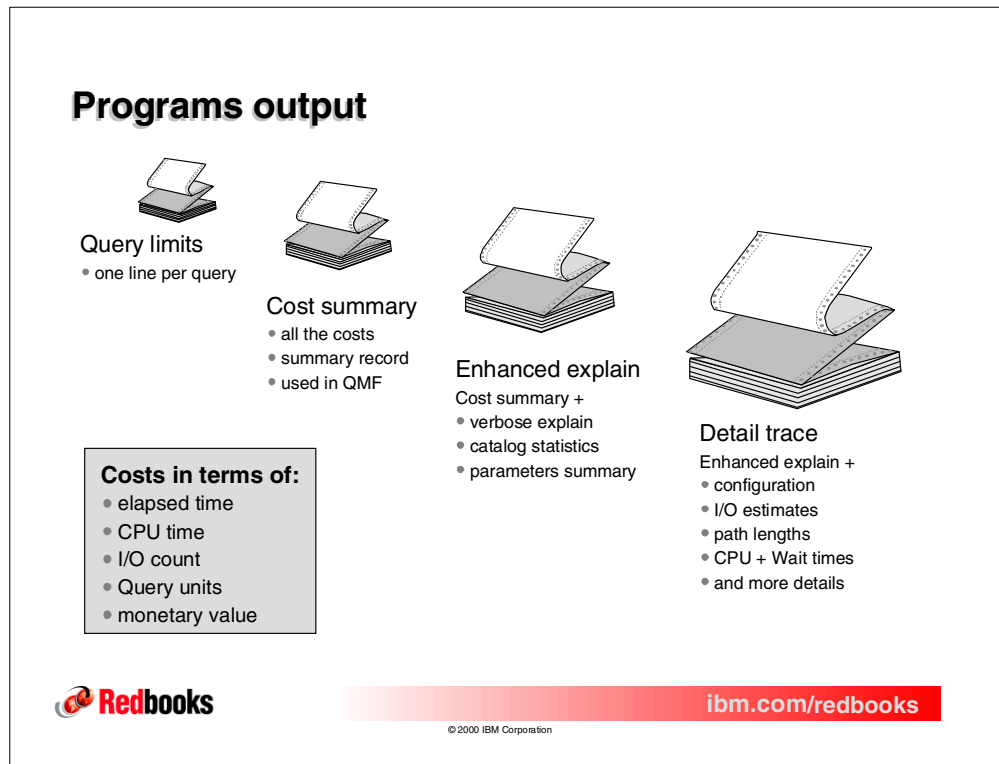 Programs output
Query limits
• one line per query
Cost summary
• all the costs
• summary record
• used in QMF
Enhanced explain
Cost summary +
• verbose explain
• catalog statistics
• parameters summary
Detail trace
Enhanced explain +
• configuration
• I/O estimates
• path lengths
• CPU + Wait times
• and more details
Costs in terms of:
• elapsed time
• CPU time
• I/O count
• Query units
• monetary value
Redbooks
ibm.com/redbooks
© 2000 IBM Corporation